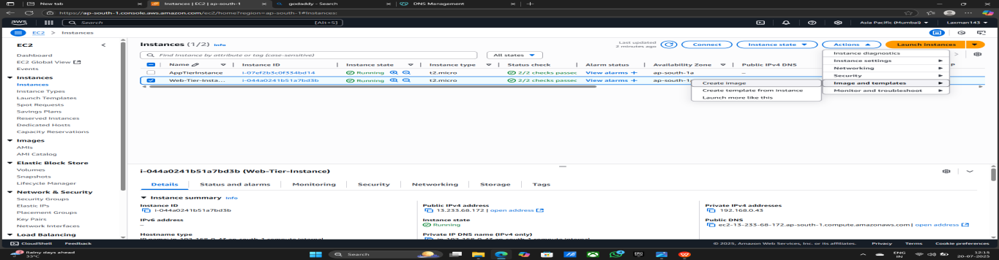 New tab
Instances | EC2 | ap-south-1
godaddy - Search
DNS Management
https://ap-south-1.console.aws.amazon.com/ec2/home?region=ap-south-1#Instances:
aws
Search
[Alt+S]
Asia Pacific (Mumbai)
Laxman143
EC2 > Instances
EC2
Dashboard
EC2 Global View
Events
Instances
Instances
Instance Types
Launch Templates
Spot Requests
Savings Plans
Reserved Instances
Dedicated Hosts
Capacity Reservations
Images
AMIs
AMI Catalog
Elastic Block Store
Volumes
Snapshots
Lifecycle Manager
Network & Security
Security Groups
Elastic IPs
Placement Groups
Key Pairs
Network Interfaces
Load Balancing
Instances (1/2) Info
Last updated
2 minutes ago
Connect
Instance state
Actions
Launch instances
Find Instance by attribute or tag (case-sensitive)
All states
Instance diagnostics
Instance settings
Networking
Security
Image and templates
Monitor and troubleshoot
Create image
Create template from instance
Launch more like this
Name Instance ID Instance state Instance type Status check Alarm status Availability Zone Public IPv4 DNS
AppTierInstance i-07ef2b3c0f334bd14 Running t2.micro 2/2 checks passec View alarms + ap-south-1a –
Web-Tier-Insta... i-044a0241b51a7bd3b Running t2.micro 2/2 checks passec View alarms + ap-south-1
i-044a0241b51a7bd3b (Web-Tier-Instance)
Details Status and alarms Monitoring Security Networking Storage Tags
Instance summary Info
Instance ID
i-044a0241b51a7bd3b
IPv6 address
–
Hostname type
Public IPv4 address
13.233.68.172 | open address
Instance state
Running
Private IP DNS name (IPv4 only)
Private IPv4 addresses
192.168.0.43
Public DNS
ec2-13-233-68-172.ap-south-1.compute.amazonaws.com | open address
CloudShell Feedback
© 2025, Amazon Web Services, Inc. or its affiliates. Privacy Terms Cookie preferences
Rainy days ahead
33°C
Search
ENG
IN
12:15
20-07-2025